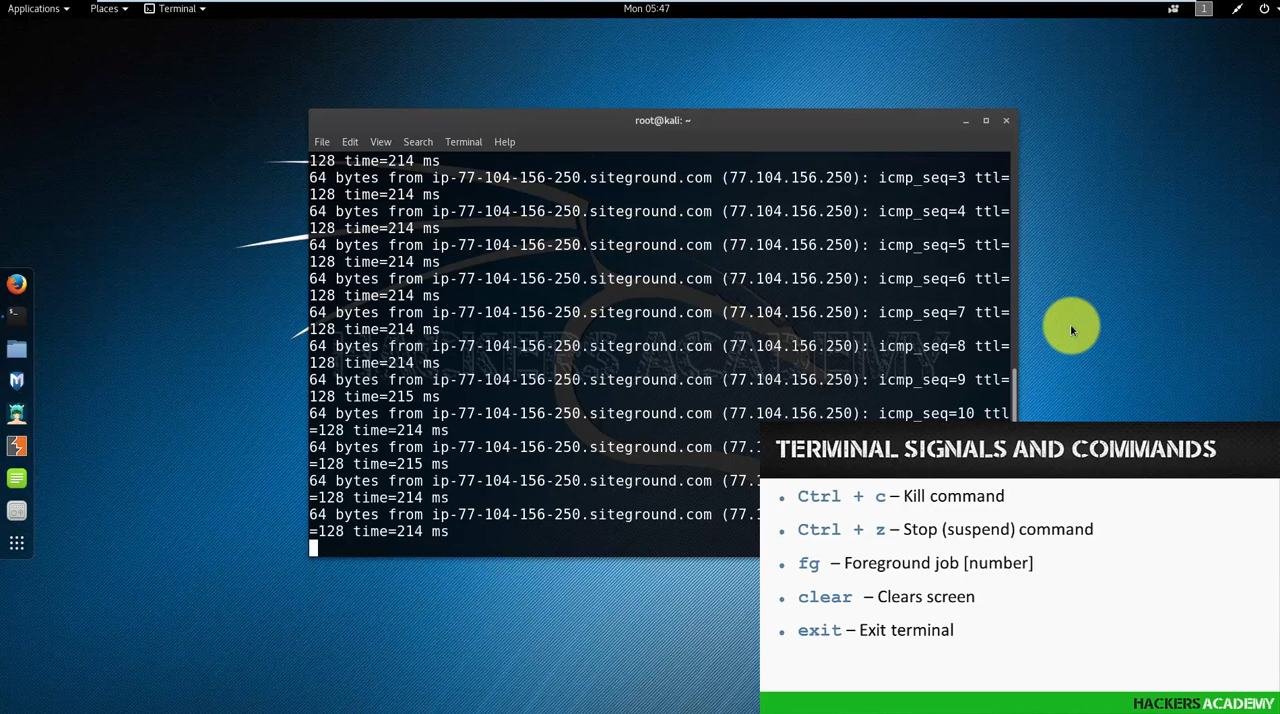 Applications Places Terminal Mon 05:47 1
root@kali: ~
File Edit View Search Terminal Help
128 time=214 ms
64 bytes from ip-77-104-156-250.siteground.com (77.104.156.250): icmp_seq=3 ttl=
128 time=214 ms
64 bytes from ip-77-104-156-250.siteground.com (77.104.156.250): icmp_seq=4 ttl=
128 time=214 ms
64 bytes from ip-77-104-156-250.siteground.com (77.104.156.250): icmp_seq=5 ttl=
128 time=214 ms
64 bytes from ip-77-104-156-250.siteground.com (77.104.156.250): icmp_seq=6 ttl=
128 time=214 ms
64 bytes from ip-77-104-156-250.siteground.com (77.104.156.250): icmp_seq=7 ttl=
128 time=214 ms
64 bytes from ip-77-104-156-250.siteground.com (77.104.156.250): icmp_seq=8 ttl=
128 time=214 ms
64 bytes from ip-77-104-156-250.siteground.com (77.104.156.250): icmp_seq=9 ttl=
128 time=215 ms
64 bytes from ip-77-104-156-250.siteground.com (77.104.156.250): icmp_seq=10 ttl
=128 time=214 ms
64 bytes from ip-77-104-156-250.siteground.com (77.1
=128 time=215 ms
64 bytes from ip-77-104-156-250.siteground.com (77.1
=128 time=214 ms
64 bytes from ip-77-104-156-250.siteground.com (77.1
=128 time=214 ms
HACKERS ACADEMY
TERMINAL SIGNALS AND COMMANDS
• Ctrl + c – Kill command
• Ctrl + z – Stop (suspend) command
• fg – Foreground job [number]
• clear – Clears screen
• exit – Exit terminal
HACKERS ACADEMY